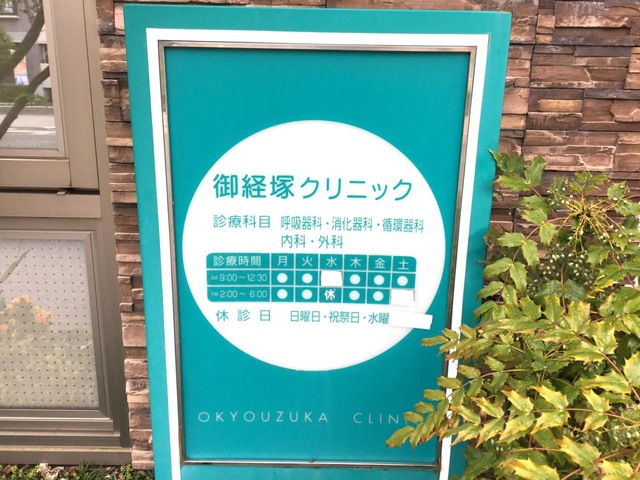 御経塚クリニック
診療科目 呼吸器科・消化器科・循環器科
内科・外科
診療時間 月 火 水 木 金 土
AM 9:00〜12:30 ● ● ● ● ●
PM 2:00〜6:00 ● ● 休 ● ●
休診日 日曜日・祝祭日・水曜
OKYOUZUKA CLINI